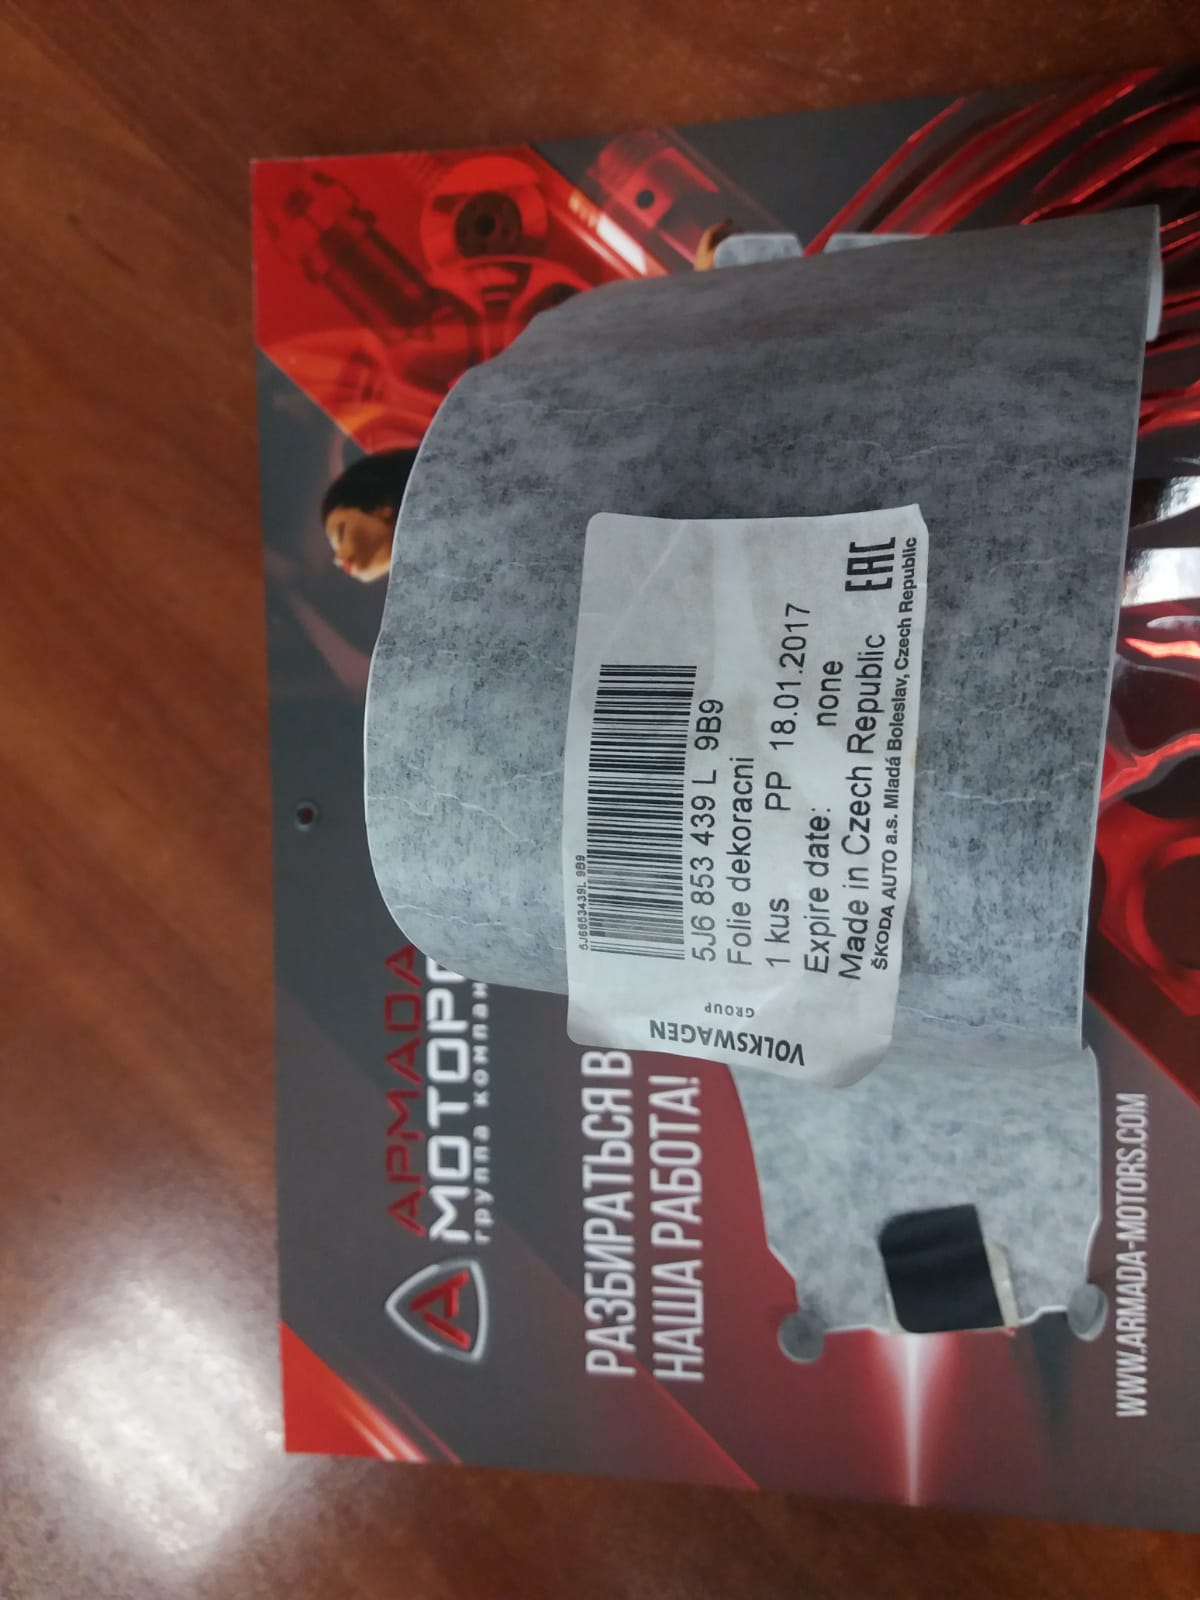 АРМАДА
МОТОР
группа компан
РАЗБИРАТЬСЯ В
НАША РАБОТА!
WWW.ARMADA-MOTORS.COM
VOLKSWAGEN
GROUP
5J6853439L 9B9
5J6 853 439 L 9B9
Folie dekoracni
1 kus PP 18.01.2017
Expire date: none
Made in Czech Republic EAC
ŠKODA AUTO a.s. Mladá Boleslav, Czech Republic